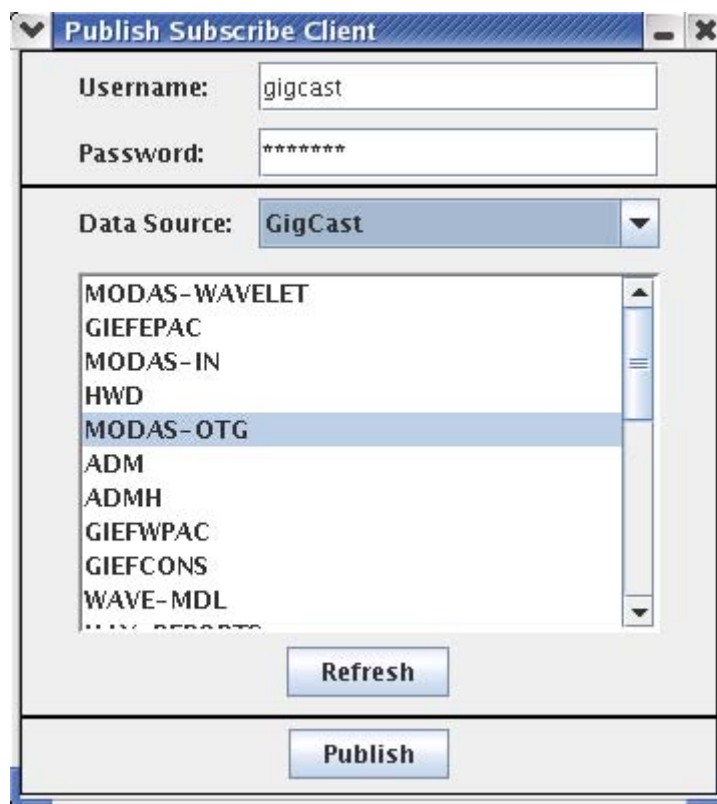 Publish Subscribe Client
Username: gigcast
Password: *******
Data Source: GigCast
MODAS-WAVELET
GIEFEPAC
MODAS-IN
HWD
MODAS-OTG
ADM
ADMH
GIEFWPAC
GIEFCONS
WAVE-MDL
Refresh
Publish